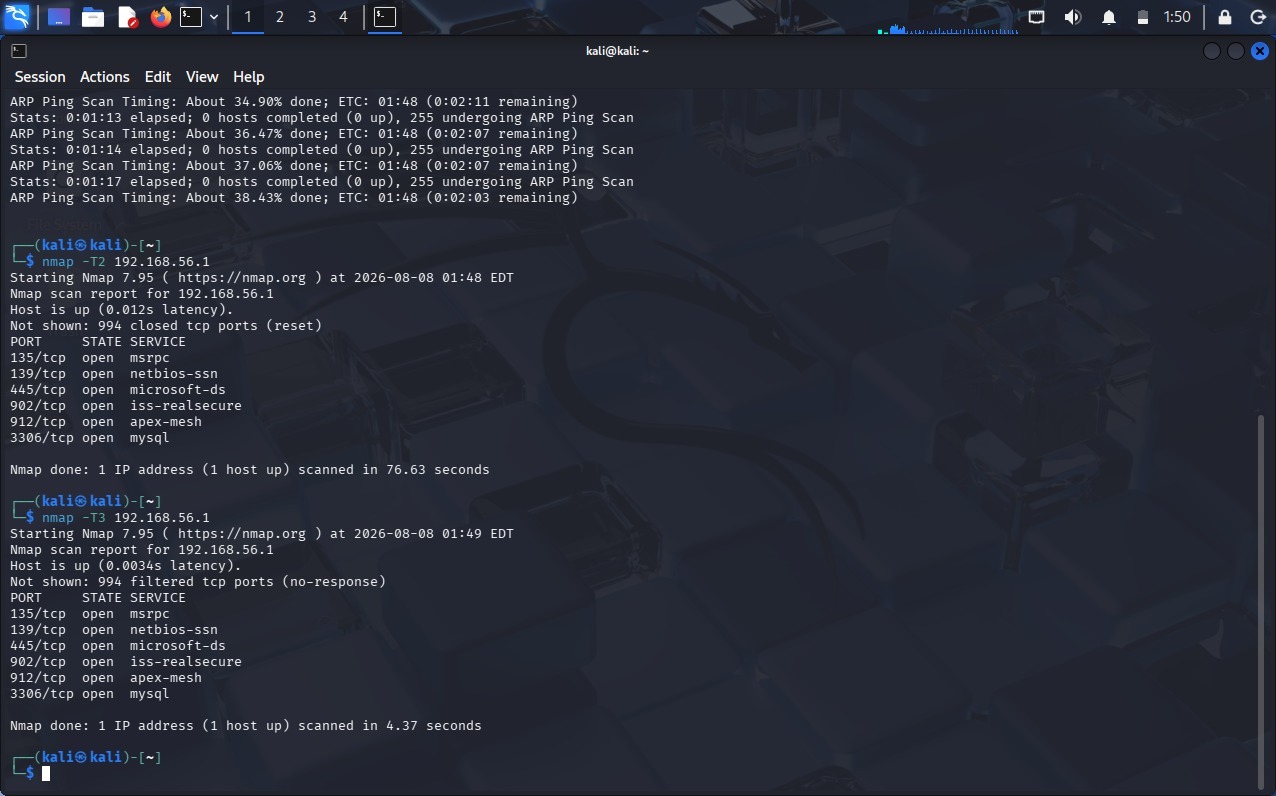 1 2 3 4 1:50
kali@kali: ~
Session Actions Edit View Help
ARP Ping Scan Timing: About 34.90% done; ETC: 01:48 (0:02:11 remaining)
Stats: 0:01:13 elapsed; 0 hosts completed (0 up), 255 undergoing ARP Ping Scan
ARP Ping Scan Timing: About 36.47% done; ETC: 01:48 (0:02:07 remaining)
Stats: 0:01:14 elapsed; 0 hosts completed (0 up), 255 undergoing ARP Ping Scan
ARP Ping Scan Timing: About 37.06% done; ETC: 01:48 (0:02:07 remaining)
Stats: 0:01:17 elapsed; 0 hosts completed (0 up), 255 undergoing ARP Ping Scan
ARP Ping Scan Timing: About 38.43% done; ETC: 01:48 (0:02:03 remaining)
File System
┌──(kali㉿kali)-[~]
└─$ nmap -T2 192.168.56.1
Starting Nmap 7.95 ( https://nmap.org ) at 2026-08-08 01:48 EDT
Nmap scan report for 192.168.56.1
Host is up (0.012s latency).
Not shown: 994 closed tcp ports (reset)
PORT     STATE SERVICE
135/tcp  open  msrpc
139/tcp  open  netbios-ssn
445/tcp  open  microsoft-ds
902/tcp  open  iss-realsecure
912/tcp  open  apex-mesh
3306/tcp open  mysql
Nmap done: 1 IP address (1 host up) scanned in 76.63 seconds
┌──(kali㉿kali)-[~]
└─$ nmap -T3 192.168.56.1
Starting Nmap 7.95 ( https://nmap.org ) at 2026-08-08 01:49 EDT
Nmap scan report for 192.168.56.1
Host is up (0.0034s latency).
Not shown: 994 filtered tcp ports (no-response)
PORT     STATE SERVICE
135/tcp  open  msrpc
139/tcp  open  netbios-ssn
445/tcp  open  microsoft-ds
902/tcp  open  iss-realsecure
912/tcp  open  apex-mesh
3306/tcp open  mysql
Nmap done: 1 IP address (1 host up) scanned in 4.37 seconds
┌──(kali㉿kali)-[~]
└─$